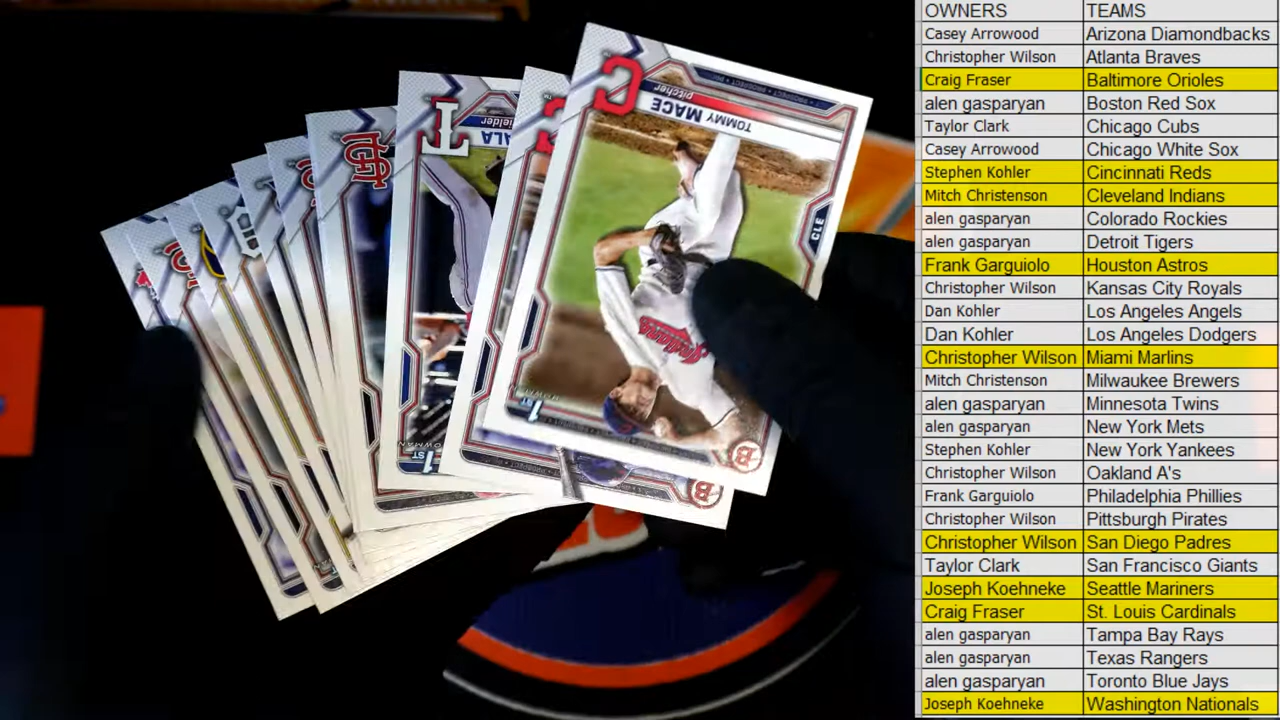 TOMMY MACE
pitcher
CLE
Indians
1ST
BOWMAN
B
ALA
fielder
1ST
BOWMAN
B
OWNERS TEAMS
Casey Arrowood Arizona Diamondbacks
Christopher Wilson Atlanta Braves
Craig Fraser Baltimore Orioles
alen gasparyan Boston Red Sox
Taylor Clark Chicago Cubs
Casey Arrowood Chicago White Sox
Stephen Kohler Cincinnati Reds
Mitch Christenson Cleveland Indians
alen gasparyan Colorado Rockies
alen gasparyan Detroit Tigers
Frank Garguiolo Houston Astros
Christopher Wilson Kansas City Royals
Dan Kohler Los Angeles Angels
Dan Kohler Los Angeles Dodgers
Christopher Wilson Miami Marlins
Mitch Christenson Milwaukee Brewers
alen gasparyan Minnesota Twins
alen gasparyan New York Mets
Stephen Kohler New York Yankees
Christopher Wilson Oakland A's
Frank Garguiolo Philadelphia Phillies
Christopher Wilson Pittsburgh Pirates
Christopher Wilson San Diego Padres
Taylor Clark San Francisco Giants
Joseph Koehneke Seattle Mariners
Craig Fraser St. Louis Cardinals
alen gasparyan Tampa Bay Rays
alen gasparyan Texas Rangers
alen gasparyan Toronto Blue Jays
Joseph Koehneke Washington Nationals